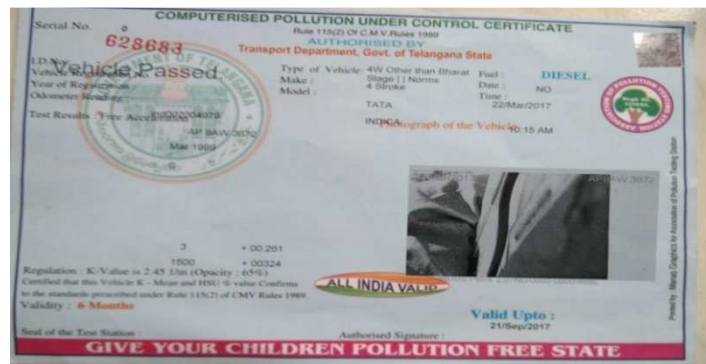 COMPUTERISED POLLUTION UNDER CONTROL CERTIFICATE
Serial No.
628683
Rule 115(2) Of C.M.V.Rules 1989
AUTHORISED BY
Transport Department, Govt. of Telangana State
Vehicle Passed
Year of Registration
Odometer Reading
Test Results : Free Acceleration
AP 9AW 3672
Mar 1999
Type of Vehicle: 4W Other than Bharat
Make : Stage II Norms
Model : 4 Stroke
TATA
INDICA
Fuel : DIESEL
Date : NO
Time :
22/Mar/2017
Photograph of the Vehicle
10:15 AM
3 + 00.261
1500 + 00324
Regulation : K-Value is 2.45 1/m (Opacity : 65%)
Certified that this Vehicle K - Mean and HSU % value Confirms
to the standards prescribed under Rule 115(2) of CMV Rules 1989.
Validity : 6 Months
ALL INDIA VALID
Valid Upto :
21/Sep/2017
Seal of the Test Station :
Authorised Signature :
GIVE YOUR CHILDREN POLLUTION FREE STATE